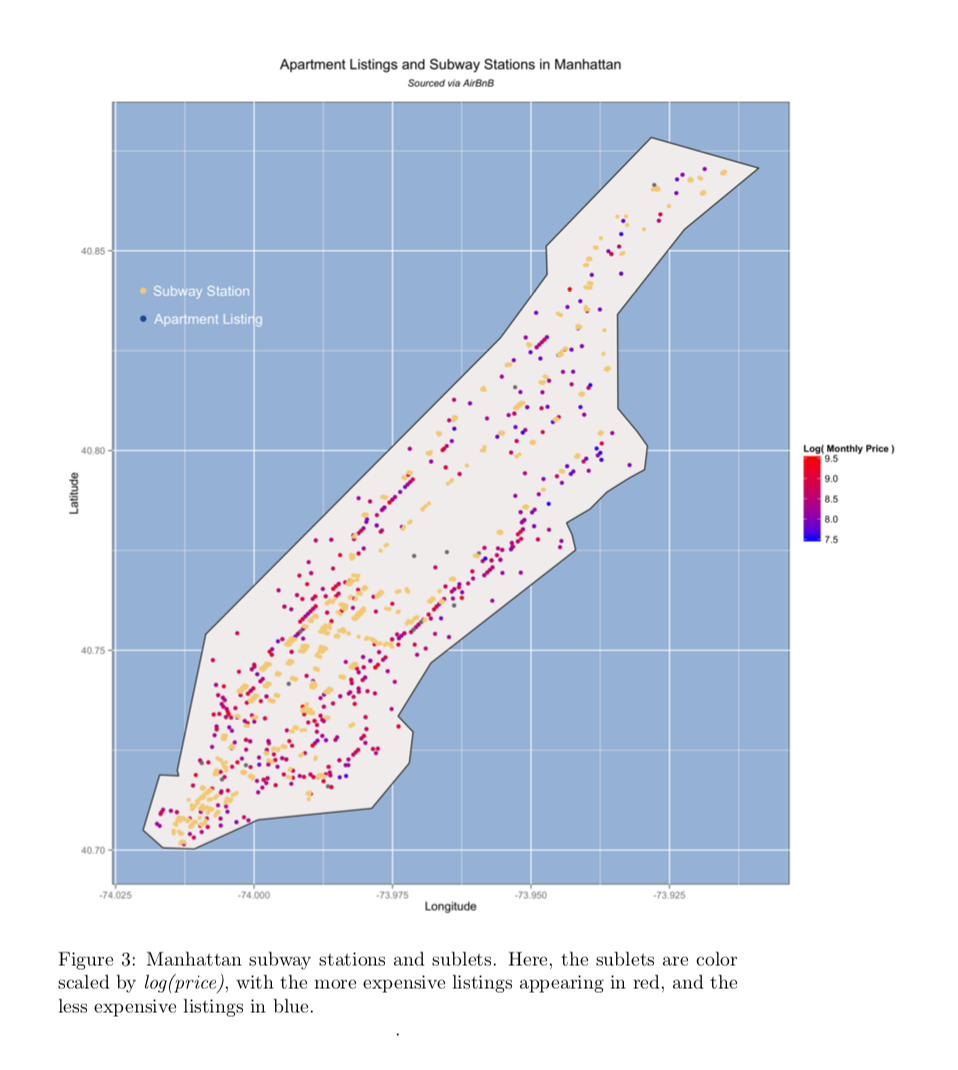 Apartment Listings and Subway Stations in Manhattan
Sourced via AirBnB
40.85
Subway Station
Apartment Listing
40.80
Latitude
Log( Monthly Price )
9.5
9.0
8.5
8.0
7.5
40.75
40.70
-74.025 -74.000 -73.975 -73.950 -73.925
Longitude
Figure 3: Manhattan subway stations and sublets. Here, the sublets are color
scaled by log(price), with the more expensive listings appearing in red, and the
less expensive listings in blue.
.